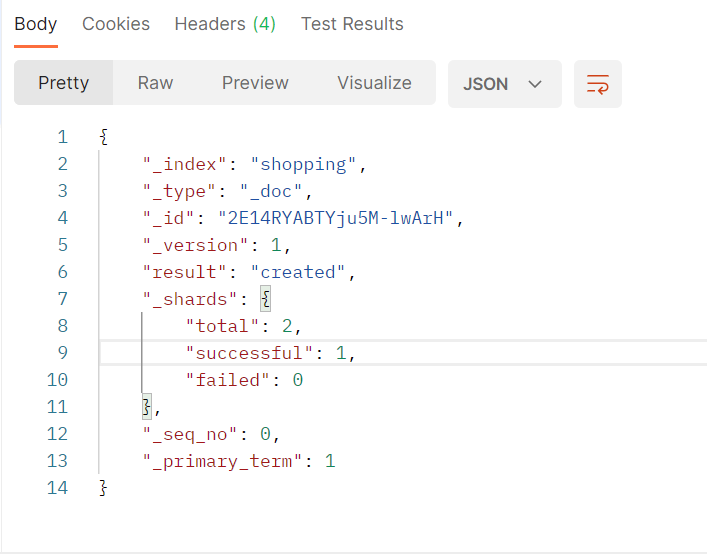 Body Cookies Headers (4) Test Results
Pretty Raw Preview Visualize JSON
1 {
2 "_index": "shopping",
3 "_type": "_doc",
4 "_id": "2E14RYABTYju5M-lwArH",
5 "_version": 1,
6 "result": "created",
7 "_shards": {
8 "total": 2,
9 "successful": 1,
10 "failed": 0
11 },
12 "_seq_no": 0,
13 "_primary_term": 1
14 }